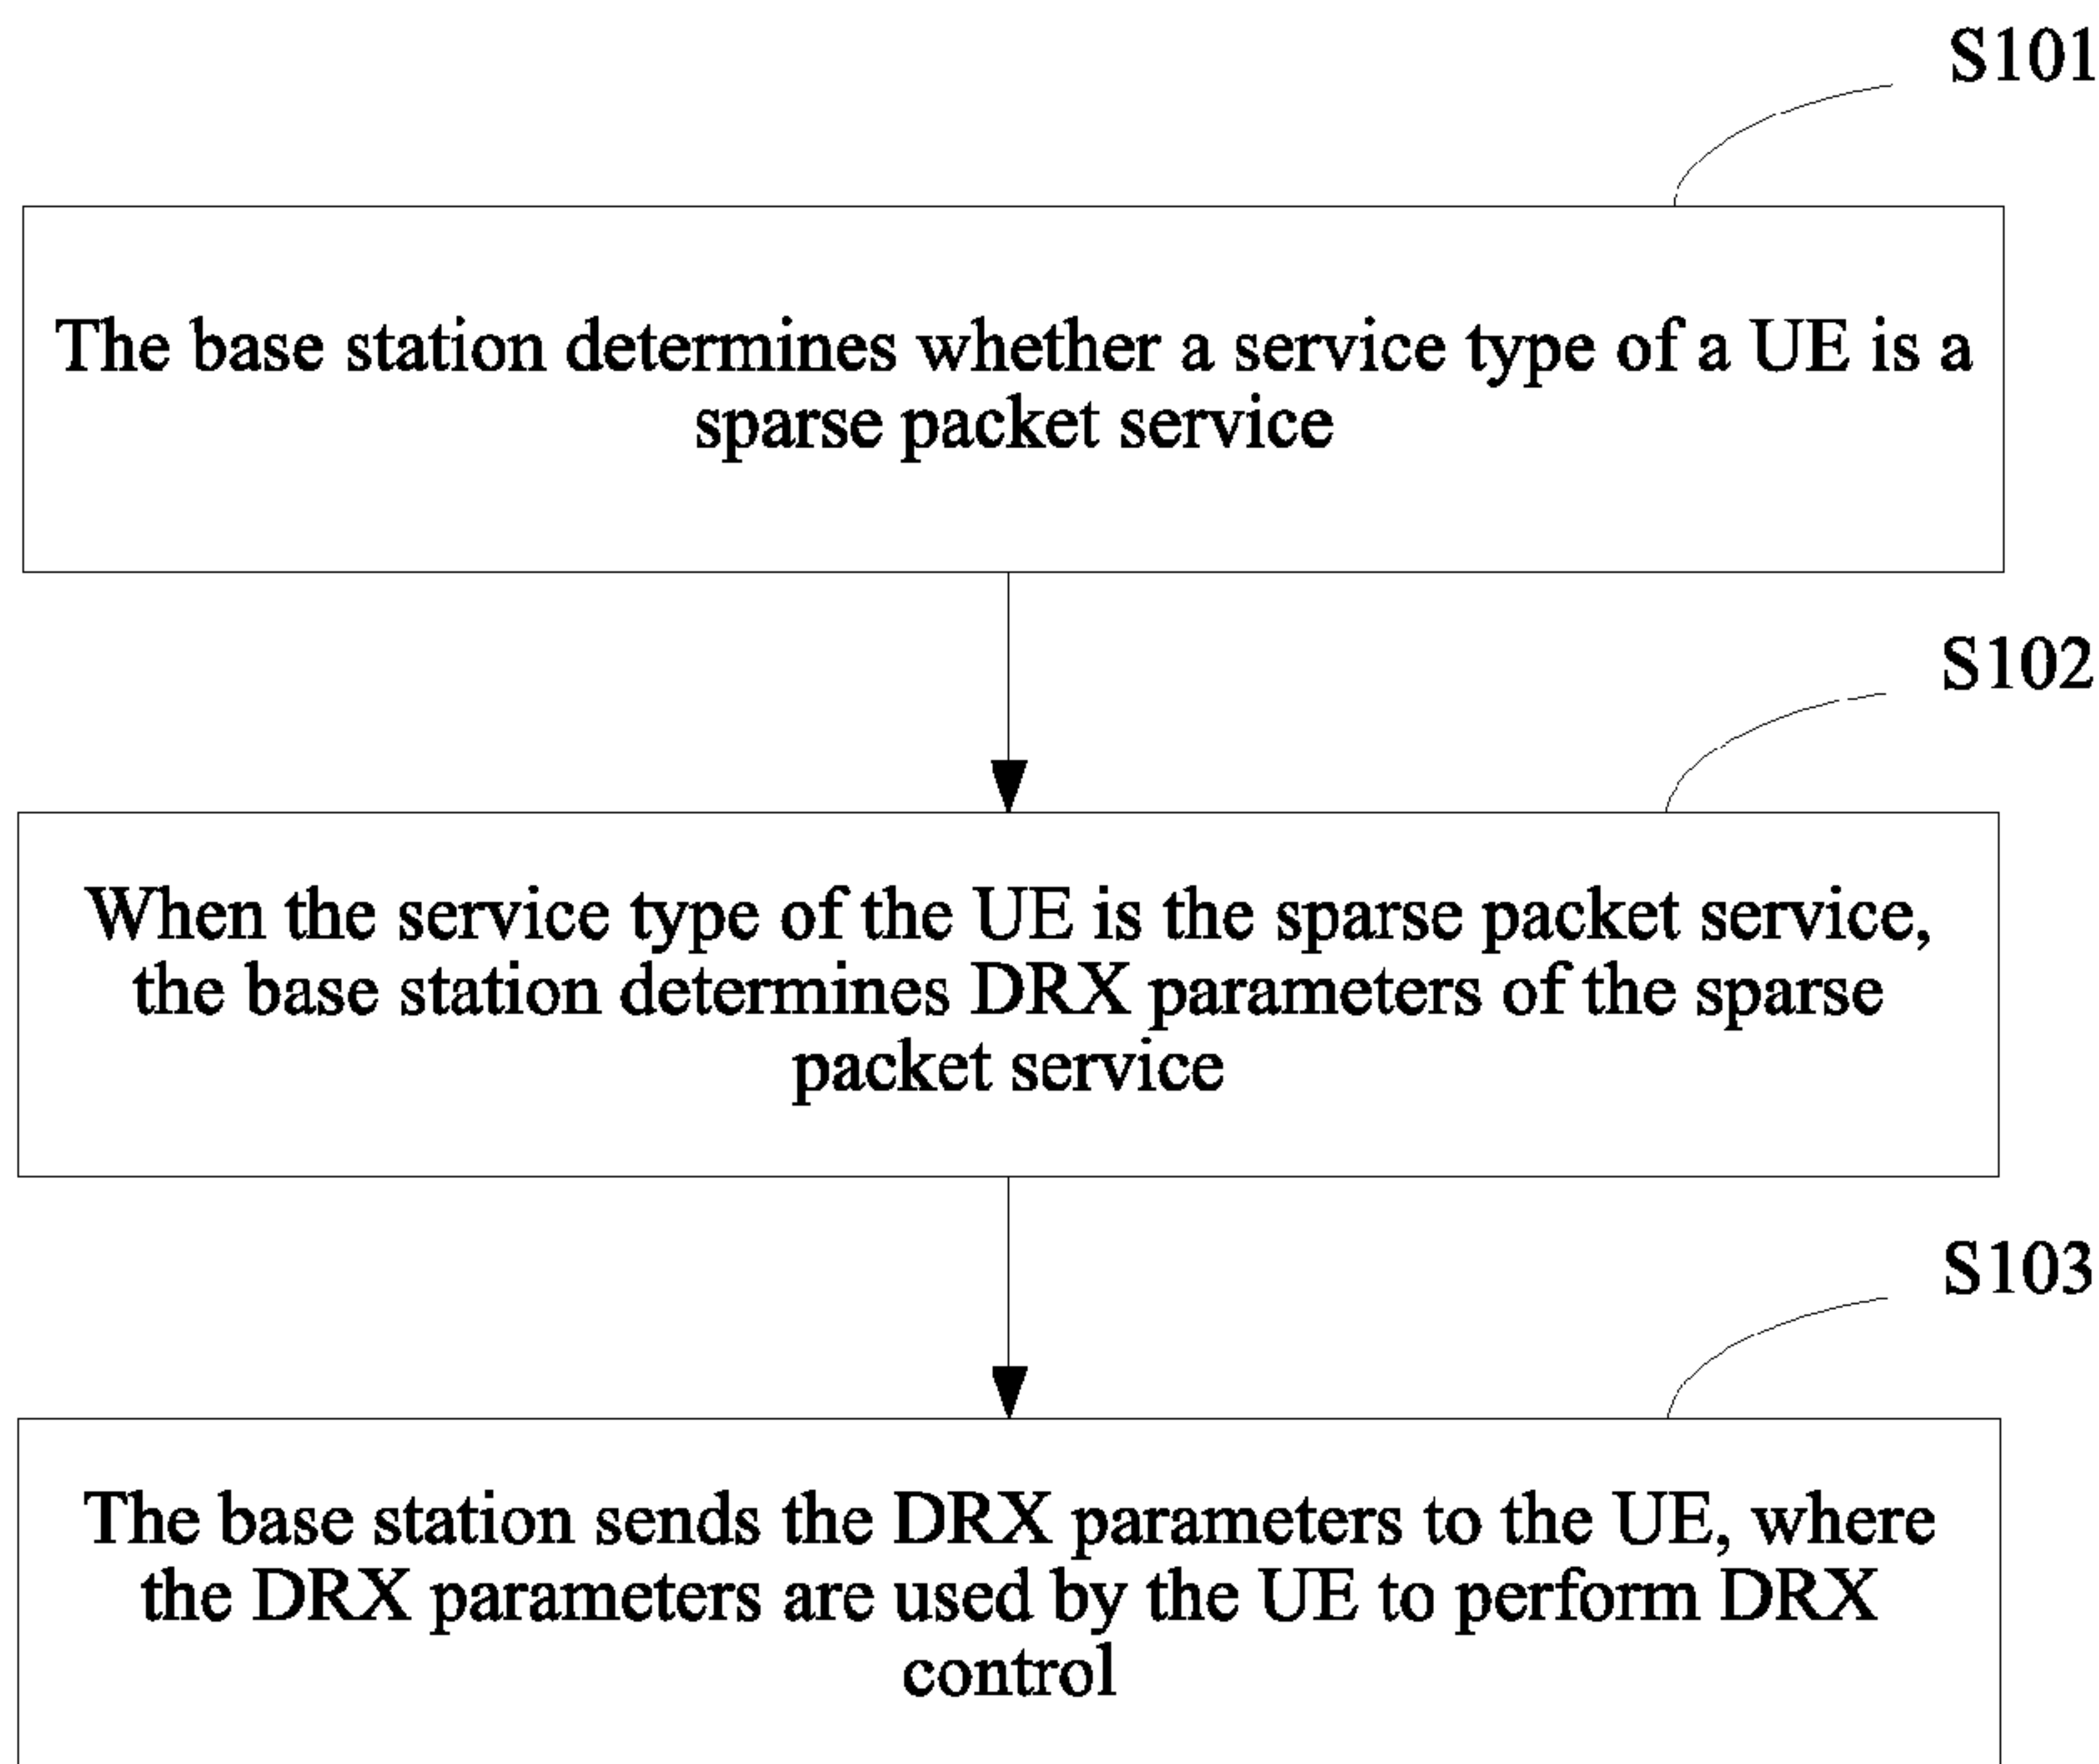 S101
The base station determines whether a service type of a UE is a
sparse packet service
S102
When the service type of the UE is the sparse packet service,
the base station determines DRX parameters of the sparse
packet service
S103
The base station sends the DRX parameters to the UE, where
the DRX parameters are used by the UE to perform DRX
control